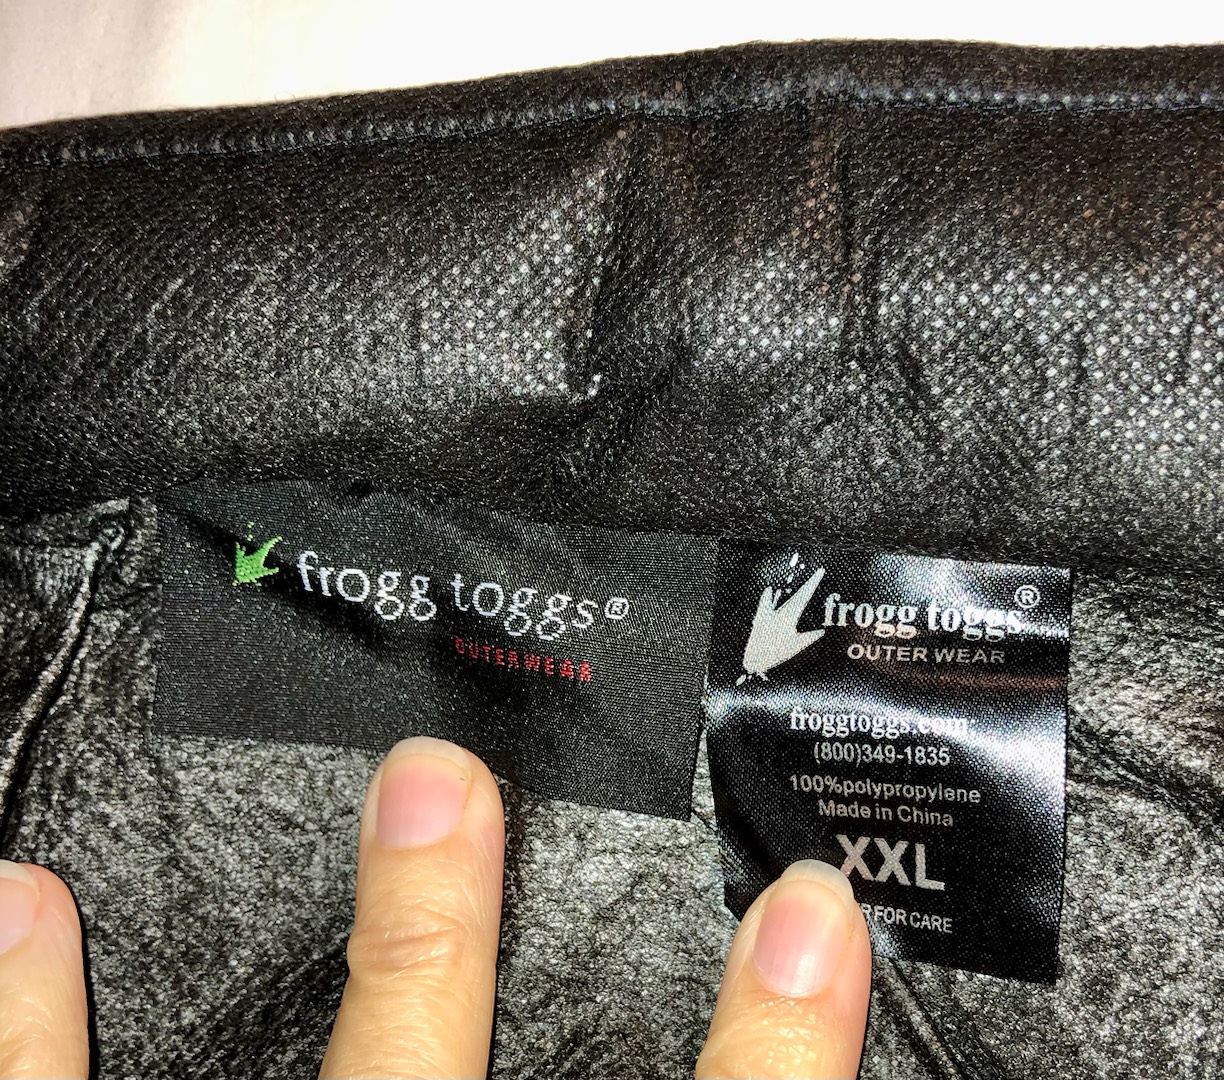 frogg toggs®
OUTERWEAR
frogg toggs®
OUTER WEAR
froggtoggs.com
(800)349-1835
100%polypropylene
Made in China
XXL
FOR CARE